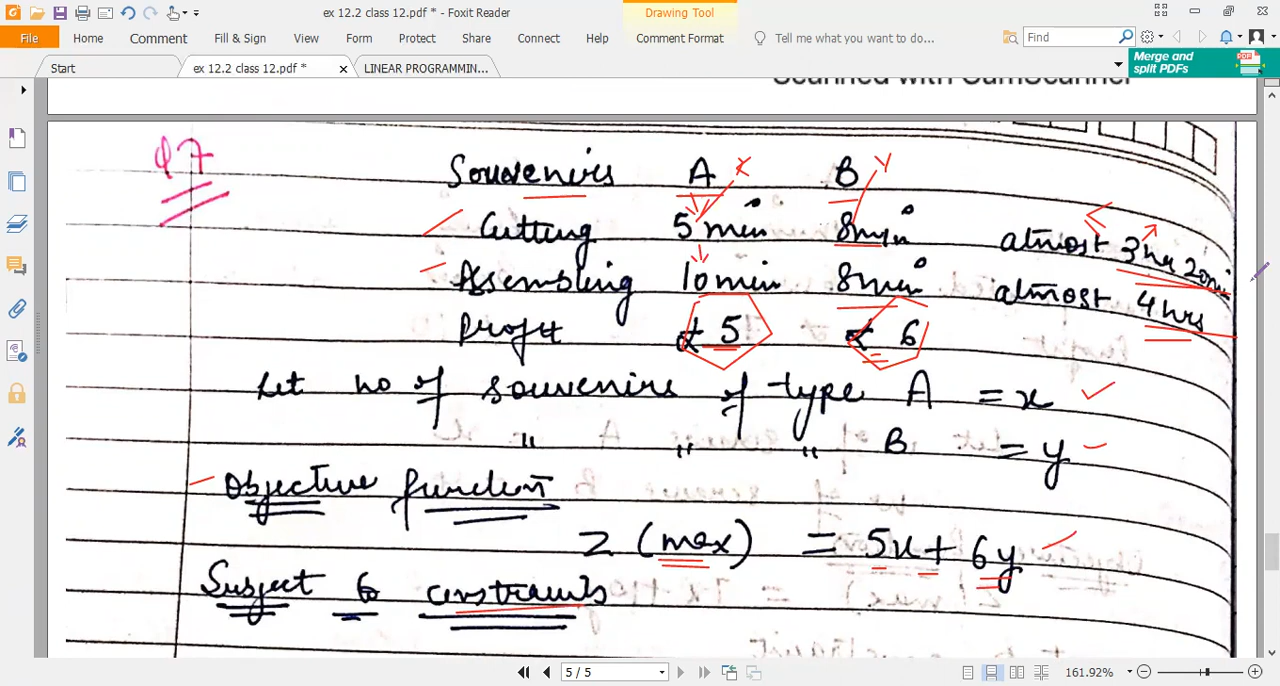 ex 12.2 class 12.pdf * - Foxit Reader
Drawing Tool
File Home Comment Fill & Sign View Form Protect Share Connect Help Comment Format Tell me what you want to do... Find
Start ex 12.2 class 12.pdf * LINEAR PROGRAMMIN... Merge and split PDFs
Scanned with CamScanner
Q7
Souvenirs A x B y
Cutting 5 min 8 min atmost 3 hr 20 min
Assembling 10 min 8 min atmost 4 hrs
Profit ₹ 5 ₹ 6
Let no of souvenirs of type A = x
" " " B = y
Objective function
Z (max) = 5x + 6y
Subject to constraints
5 / 5 161.92%